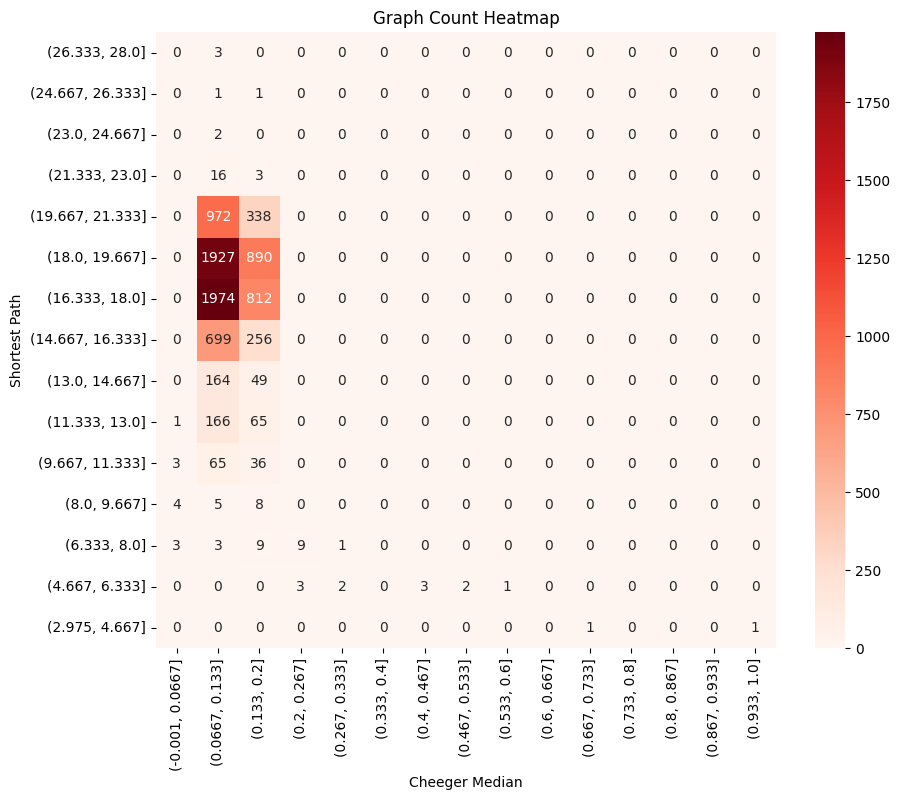 Graph Count Heatmap
Shortest Path
(26.333, 28.0] 0 3 0 0 0 0 0 0 0 0 0 0 0 0 0
(24.667, 26.333] 0 1 1 0 0 0 0 0 0 0 0 0 0 0 0
(23.0, 24.667] 0 2 0 0 0 0 0 0 0 0 0 0 0 0 0
(21.333, 23.0] 0 16 3 0 0 0 0 0 0 0 0 0 0 0 0
(19.667, 21.333] 0 972 338 0 0 0 0 0 0 0 0 0 0 0 0
(18.0, 19.667] 0 1927 890 0 0 0 0 0 0 0 0 0 0 0 0
(16.333, 18.0] 0 1974 812 0 0 0 0 0 0 0 0 0 0 0 0
(14.667, 16.333] 0 699 256 0 0 0 0 0 0 0 0 0 0 0 0
(13.0, 14.667] 0 164 49 0 0 0 0 0 0 0 0 0 0 0 0
(11.333, 13.0] 1 166 65 0 0 0 0 0 0 0 0 0 0 0 0
(9.667, 11.333] 3 65 36 0 0 0 0 0 0 0 0 0 0 0 0
(8.0, 9.667] 4 5 8 0 0 0 0 0 0 0 0 0 0 0 0
(6.333, 8.0] 3 3 9 9 1 0 0 0 0 0 0 0 0 0 0
(4.667, 6.333] 0 0 0 3 2 0 3 2 1 0 0 0 0 0 0
(2.975, 4.667] 0 0 0 0 0 0 0 0 0 0 1 0 0 0 1
(-0.001, 0.0667]
(0.0667, 0.133]
(0.133, 0.2]
(0.2, 0.267]
(0.267, 0.333]
(0.333, 0.4]
(0.4, 0.467]
(0.467, 0.533]
(0.533, 0.6]
(0.6, 0.667]
(0.667, 0.733]
(0.733, 0.8]
(0.8, 0.867]
(0.867, 0.933]
(0.933, 1.0]
Cheeger Median
1750
1500
1250
1000
750
500
250
0